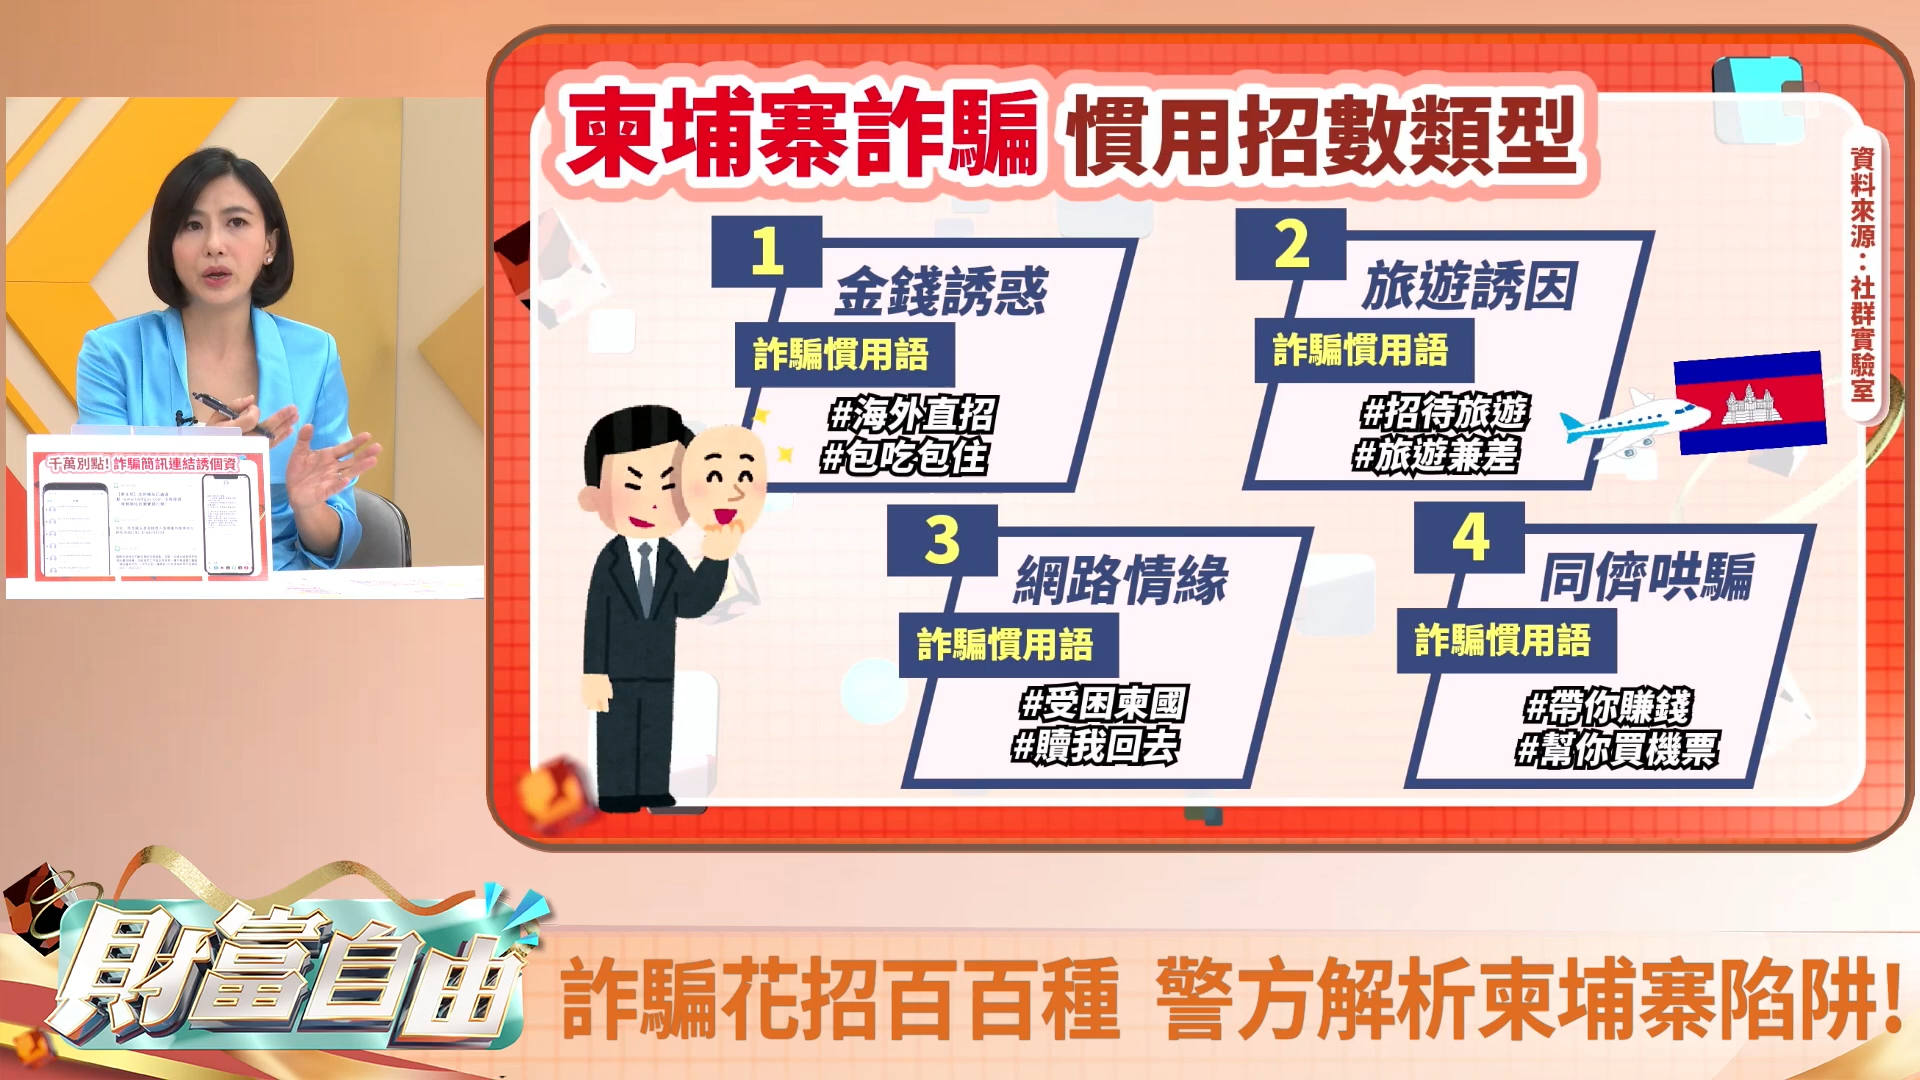 柬埔寨詐騙 慣用招數類型
資料來源：社群實驗室
1
金錢誘惑
詐騙慣用語
#海外直招
#包吃包住
2
旅遊誘因
詐騙慣用語
#招待旅遊
#旅遊兼差
3
網路情緣
詐騙慣用語
#受困柬國
#贖我回去
4
同儕哄騙
詐騙慣用語
#帶你賺錢
#幫你買機票
千萬別點!詐騙簡訊連結誘個資
財富自由
詐騙花招百百種 警方解析柬埔寨陷阱!